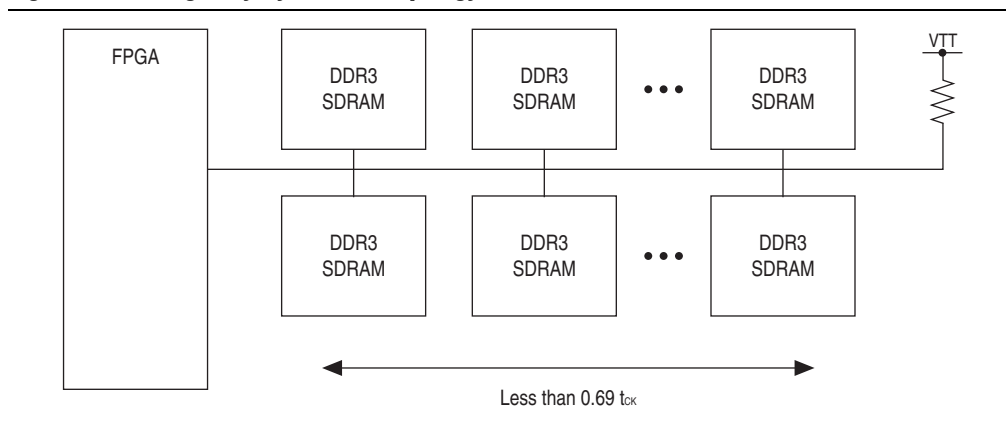 FPGA
DDR3
SDRAM
DDR3
SDRAM
•••
DDR3
SDRAM
VTT
DDR3
SDRAM
DDR3
SDRAM
•••
DDR3
SDRAM
Less than 0.69 tCK